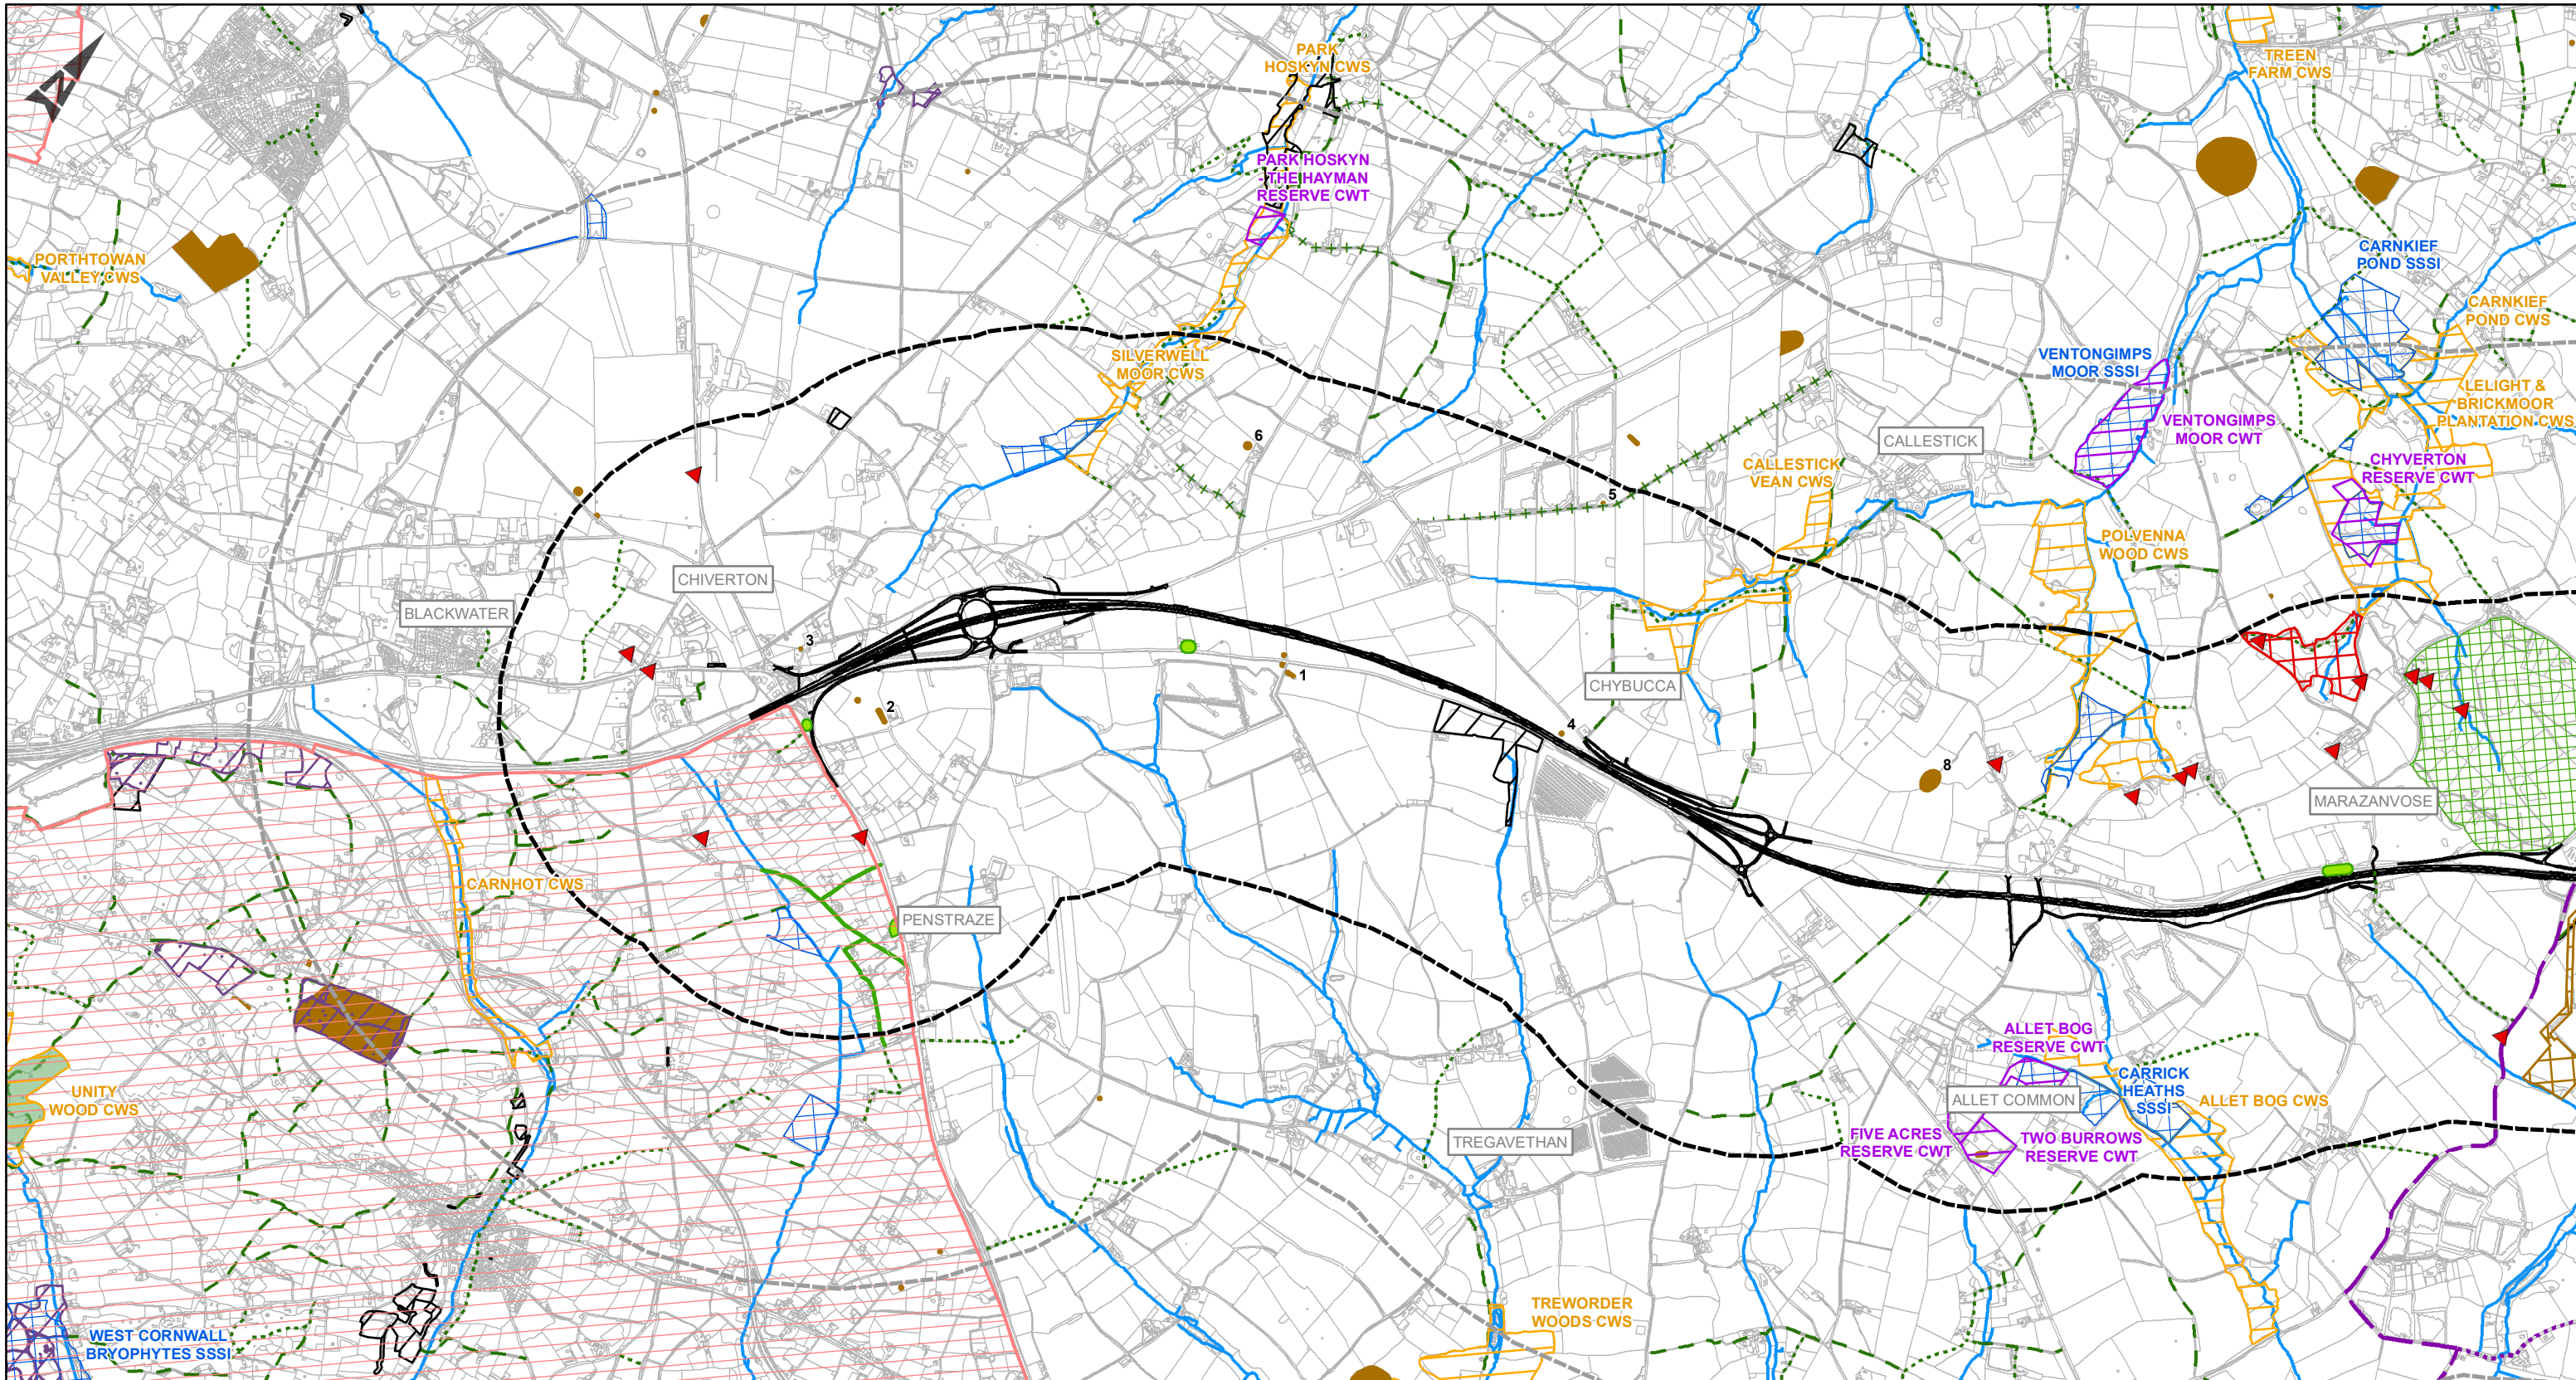 PARK
HOSKYN CWS
TREEN
FARM CWS
PARK HOSKYN
- THE HAYMAN
RESERVE CWT
PORTHTOWAN
VALLEY CWS
CARNKIEF
POND SSSI
CARNKIEF
POND CWS
SILVERWELL
MOOR CWS
VENTONGIMPS
MOOR SSSI
LELIGHT &
BRICKMOOR
PLANTATION CWS
VENTONGIMPS
MOOR CWT
6
CALLESTICK
CHYVERTON
RESERVE CWT
CALLESTICK
VEAN CWS
5
POLVENNA
WOOD CWS
CHIVERTON
BLACKWATER
3
1
CHYBUCCA
2
4
8
MARAZANVOSE
CARNHOT CWS
PENSTRAZE
ALLET BOG
RESERVE CWT
CARRICK
HEATHS
SSSI
UNITY
WOOD CWS
ALLET COMMON
ALLET BOG CWS
TREGAVETHAN
FIVE ACRES
RESERVE CWT
TWO BURROWS
RESERVE CWT
TREWORDER
WOODS CWS
WEST CORNWALL
BRYOPHYTES SSSI